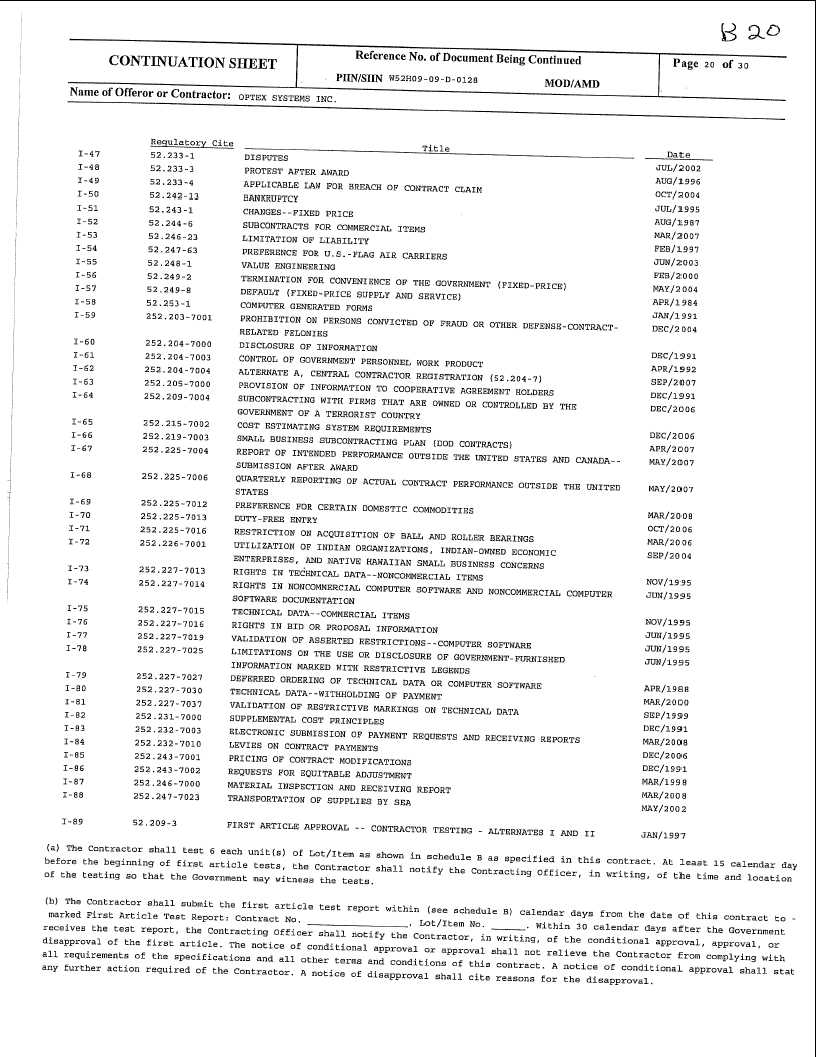 B 20
CONTINUATION SHEET
Reference No. of Document Being Continued
PIIN/SIIN W52H09-09-D-0128 MOD/AMD
Page 20 of 30
Name of Offeror or Contractor: OPTEX SYSTEMS INC.
Regulatory Cite Title Date
I-47 52.233-1 DISPUTES JUL/2002
I-48 52.233-3 PROTEST AFTER AWARD AUG/1996
I-49 52.233-4 APPLICABLE LAW FOR BREACH OF CONTRACT CLAIM OCT/2004
I-50 52.242-13 BANKRUPTCY JUL/1995
I-51 52.243-1 CHANGES--FIXED PRICE AUG/1987
I-52 52.244-6 SUBCONTRACTS FOR COMMERCIAL ITEMS MAR/2007
I-53 52.246-23 LIMITATION OF LIABILITY FEB/1997
I-54 52.247-63 PREFERENCE FOR U.S.-FLAG AIR CARRIERS JUN/2003
I-55 52.248-1 VALUE ENGINEERING FEB/2000
I-56 52.249-2 TERMINATION FOR CONVENIENCE OF THE GOVERNMENT (FIXED-PRICE) MAY/2004
I-57 52.249-8 DEFAULT (FIXED-PRICE SUPPLY AND SERVICE) APR/1984
I-58 52.253-1 COMPUTER GENERATED FORMS JAN/1991
I-59 252.203-7001 PROHIBITION ON PERSONS CONVICTED OF FRAUD OR OTHER DEFENSE-CONTRACT- DEC/2004
RELATED FELONIES
I-60 252.204-7000 DISCLOSURE OF INFORMATION DEC/1991
I-61 252.204-7003 CONTROL OF GOVERNMENT PERSONNEL WORK PRODUCT APR/1992
I-62 252.204-7004 ALTERNATE A, CENTRAL CONTRACTOR REGISTRATION (52.204-7) SEP/2007
I-63 252.205-7000 PROVISION OF INFORMATION TO COOPERATIVE AGREEMENT HOLDERS DEC/1991
I-64 252.209-7004 SUBCONTRACTING WITH FIRMS THAT ARE OWNED OR CONTROLLED BY THE DEC/2006
GOVERNMENT OF A TERRORIST COUNTRY
I-65 252.215-7002 COST ESTIMATING SYSTEM REQUIREMENTS DEC/2006
I-66 252.219-7003 SMALL BUSINESS SUBCONTRACTING PLAN (DOD CONTRACTS) APR/2007
I-67 252.225-7004 REPORT OF INTENDED PERFORMANCE OUTSIDE THE UNITED STATES AND CANADA-- MAY/2007
SUBMISSION AFTER AWARD
I-68 252.225-7006 QUARTERLY REPORTING OF ACTUAL CONTRACT PERFORMANCE OUTSIDE THE UNITED MAY/2007
STATES
I-69 252.225-7012 PREFERENCE FOR CERTAIN DOMESTIC COMMODITIES MAR/2008
I-70 252.225-7013 DUTY-FREE ENTRY OCT/2006
I-71 252.225-7016 RESTRICTION ON ACQUISITION OF BALL AND ROLLER BEARINGS MAR/2006
I-72 252.226-7001 UTILIZATION OF INDIAN ORGANIZATIONS, INDIAN-OWNED ECONOMIC SEP/2004
ENTERPRISES, AND NATIVE HAWAIIAN SMALL BUSINESS CONCERNS
I-73 252.227-7013 RIGHTS IN TECHNICAL DATA--NONCOMMERCIAL ITEMS NOV/1995
I-74 252.227-7014 RIGHTS IN NONCOMMERCIAL COMPUTER SOFTWARE AND NONCOMMERCIAL COMPUTER JUN/1995
SOFTWARE DOCUMENTATION
I-75 252.227-7015 TECHNICAL DATA--COMMERCIAL ITEMS NOV/1995
I-76 252.227-7016 RIGHTS IN BID OR PROPOSAL INFORMATION JUN/1995
I-77 252.227-7019 VALIDATION OF ASSERTED RESTRICTIONS--COMPUTER SOFTWARE JUN/1995
I-78 252.227-7025 LIMITATIONS ON THE USE OR DISCLOSURE OF GOVERNMENT-FURNISHED JUN/1995
INFORMATION MARKED WITH RESTRICTIVE LEGENDS
I-79 252.227-7027 DEFERRED ORDERING OF TECHNICAL DATA OR COMPUTER SOFTWARE APR/1988
I-80 252.227-7030 TECHNICAL DATA--WITHHOLDING OF PAYMENT MAR/2000
I-81 252.227-7037 VALIDATION OF RESTRICTIVE MARKINGS ON TECHNICAL DATA SEP/1999
I-82 252.231-7000 SUPPLEMENTAL COST PRINCIPLES DEC/1991
I-83 252.232-7003 ELECTRONIC SUBMISSION OF PAYMENT REQUESTS AND RECEIVING REPORTS MAR/2008
I-84 252.232-7010 LEVIES ON CONTRACT PAYMENTS DEC/2006
I-85 252.243-7001 PRICING OF CONTRACT MODIFICATIONS DEC/1991
I-86 252.243-7002 REQUESTS FOR EQUITABLE ADJUSTMENT MAR/1998
I-87 252.246-7000 MATERIAL INSPECTION AND RECEIVING REPORT MAR/2008
I-88 252.247-7023 TRANSPORTATION OF SUPPLIES BY SEA MAY/2002
I-89 52.209-3 FIRST ARTICLE APPROVAL -- CONTRACTOR TESTING - ALTERNATES I AND II JAN/1997
(a) The Contractor shall test 6 each unit(s) of Lot/Item as shown in schedule B as specified in this contract. At least 15 calendar day
before the beginning of first article tests, the Contractor shall notify the Contracting Officer, in writing, of the time and location
of the testing so that the Government may witness the tests.
(b) The Contractor shall submit the first article test report within (see schedule B) calendar days from the date of this contract to -
marked First Article Test Report: Contract No. _______________, Lot/Item No. ______. Within 30 calendar days after the Government
receives the test report, the Contracting Officer shall notify the Contractor, in writing, of the conditional approval, approval, or
disapproval of the first article. The notice of conditional approval or approval shall not relieve the Contractor from complying with
all requirements of the specifications and all other terms and conditions of this contract. A notice of conditional approval shall stat
any further action required of the Contractor. A notice of disapproval shall cite reasons for the disapproval.